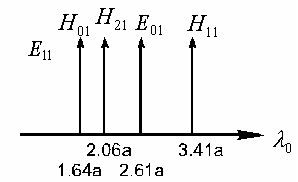 H₀₁ H₂₁ E₀₁ H₁₁
E₁₁
λ₀
2.06a 3.41a
1.64a 2.61a